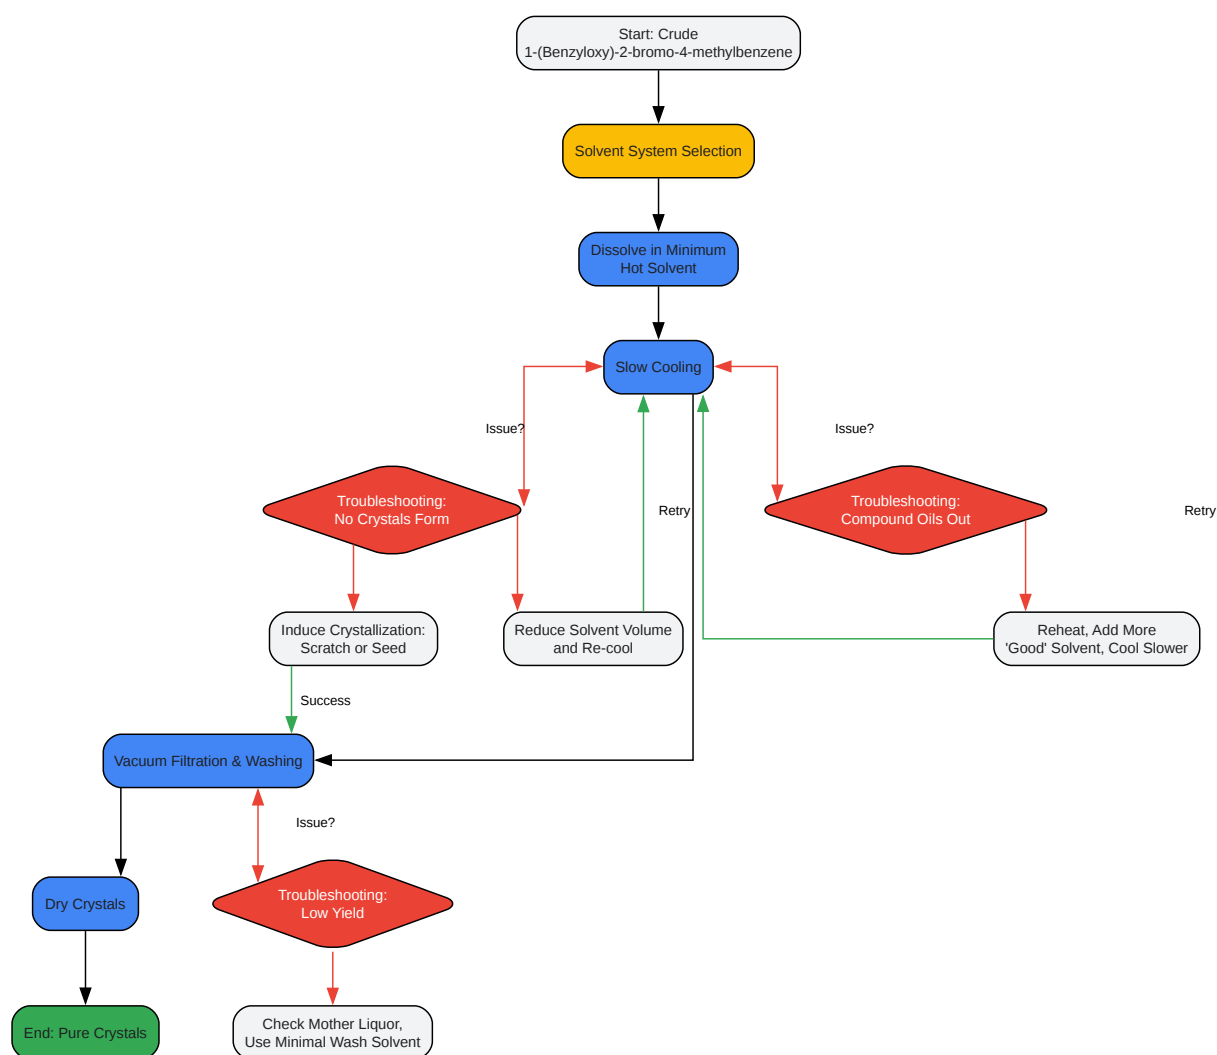 Start: Crude
1-(Benzyloxy)-2-bromo-4-methylbenzene
Solvent System Selection
Dissolve in Minimum
Hot Solvent
Slow Cooling
Issue?
Issue?
Troubleshooting:
No Crystals Form
Retry
Troubleshooting:
Compound Oils Out
Retry
Induce Crystallization:
Scratch or Seed
Reduce Solvent Volume
and Re-cool
Reheat, Add More
'Good' Solvent, Cool Slower
Success
Vacuum Filtration & Washing
Issue?
Dry Crystals
Troubleshooting:
Low Yield
End: Pure Crystals
Check Mother Liquor,
Use Minimal Wash Solvent